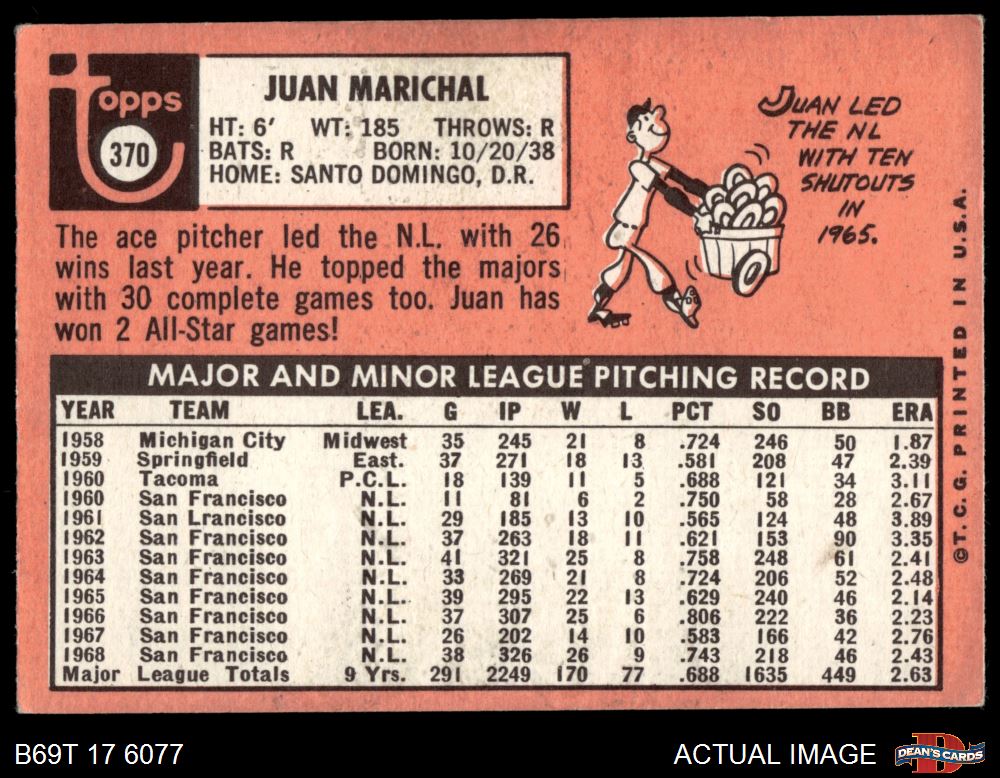 Topps
370
JUAN MARICHAL
HT: 6' WT: 185 THROWS: R
BATS: R BORN: 10/20/38
HOME: SANTO DOMINGO, D.R.
JUAN LED
THE NL
WITH TEN
SHUTOUTS
IN
1965.
The ace pitcher led the N.L. with 26
wins last year. He topped the majors
with 30 complete games too. Juan has
won 2 All-Star games!
MAJOR AND MINOR LEAGUE PITCHING RECORD
YEAR TEAM LEA. G IP W L PCT SO BB ERA
1958 Michigan City Midwest 35 245 21 8 .724 246 50 1.87
1959 Springfield East. 37 271 18 13 .581 208 47 2.39
1960 Tacoma P.C.L. 18 139 11 5 .688 121 34 3.11
1960 San Francisco N.L. 11 81 6 2 .750 58 28 2.67
1961 San Lrancisco N.L. 29 185 13 10 .565 124 48 3.89
1962 San Francisco N.L. 37 263 18 11 .621 153 90 3.35
1963 San Francisco N.L. 41 321 25 8 .758 248 61 2.41
1964 San Francisco N.L. 33 269 21 8 .724 206 52 2.48
1965 San Francisco N.L. 39 295 22 13 .629 240 46 2.14
1966 San Francisco N.L. 37 307 25 6 .806 222 36 2.23
1967 San Francisco N.L. 26 202 14 10 .583 166 42 2.76
1968 San Francisco N.L. 38 326 26 9 .743 218 46 2.43
Major League Totals 9 Yrs. 291 2249 170 77 .688 1635 449 2.63
©T.C.G. PRINTED IN U.S.A.
B69T 17 6077
ACTUAL IMAGE
D
DEAN'S CARDS